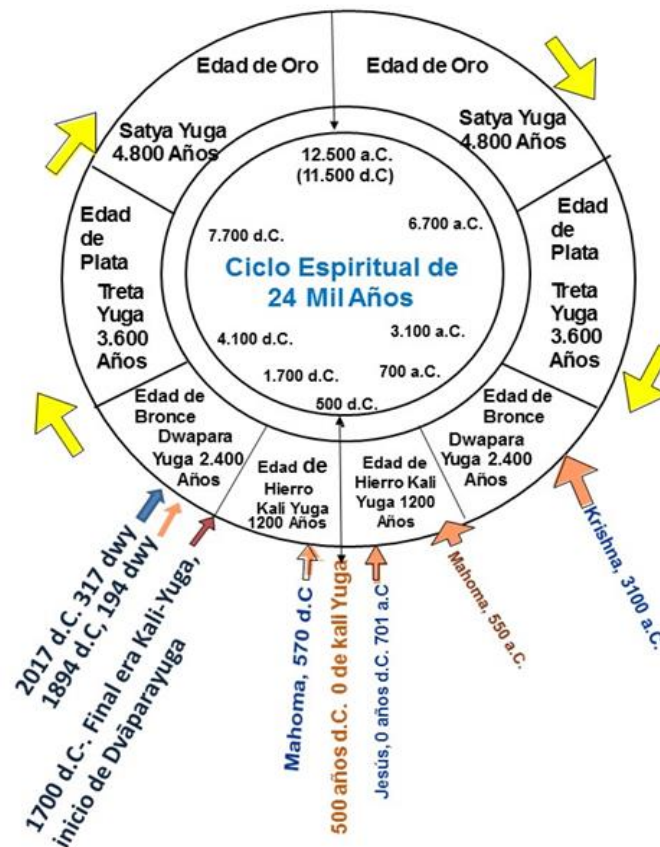 Edad de Oro
Edad de Oro
Satya Yuga
4.800 Años
Satya Yuga
4.800 Años
12.500 a.C.
(11.500 d.C)
Edad
de
Plata
Treta
Yuga
3.600
Años
Edad
de
Plata
Treta
Yuga
3.600
Años
7.700 d.C.
6.700 a.C.
Ciclo Espiritual de
24 Mil Años
4.100 d.C.
3.100 a.C.
1.700 d.C.
700 a.C.
500 d.C.
Edad de
Bronce
Dwapara
Yuga 2.400
Años
Edad de
Hierro
Kali Yuga
1200 Años
Edad de
Hierro Kali
Yuga 1200
Años
Edad de
Bronce
Dwapara
Yuga 2.400
Años
2017 d.C. 317 dwy
1894 d.C, 194 dwy
1700 d.C-. Final era Kali-Yuga,
inicio de Dvāparayuga
Mahoma, 570 d.C
500 años d.C. 0 de kali Yuga
Jesús, 0 años d.C. 701 a.C
Mahoma, 550 a.C.
Krishna, 3100 a.C.